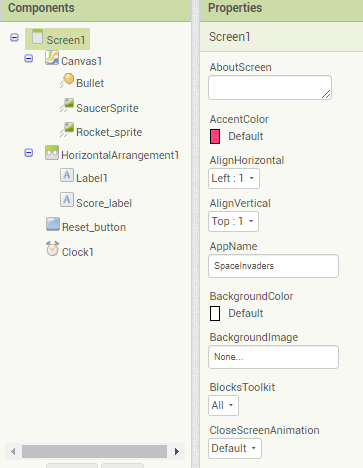 Components
Screen1
Canvas1
Bullet
SaucerSprite
Rocket_sprite
HorizontalArrangement1
A Label1
A Score_label
Reset_button
Clock1
Properties
Screen1
AboutScreen
AccentColor
Default
AlignHorizontal
Left : 1
AlignVertical
Top : 1
AppName
SpaceInvaders
BackgroundColor
Default
BackgroundImage
None...
BlocksToolkit
All
CloseScreenAnimation
Default